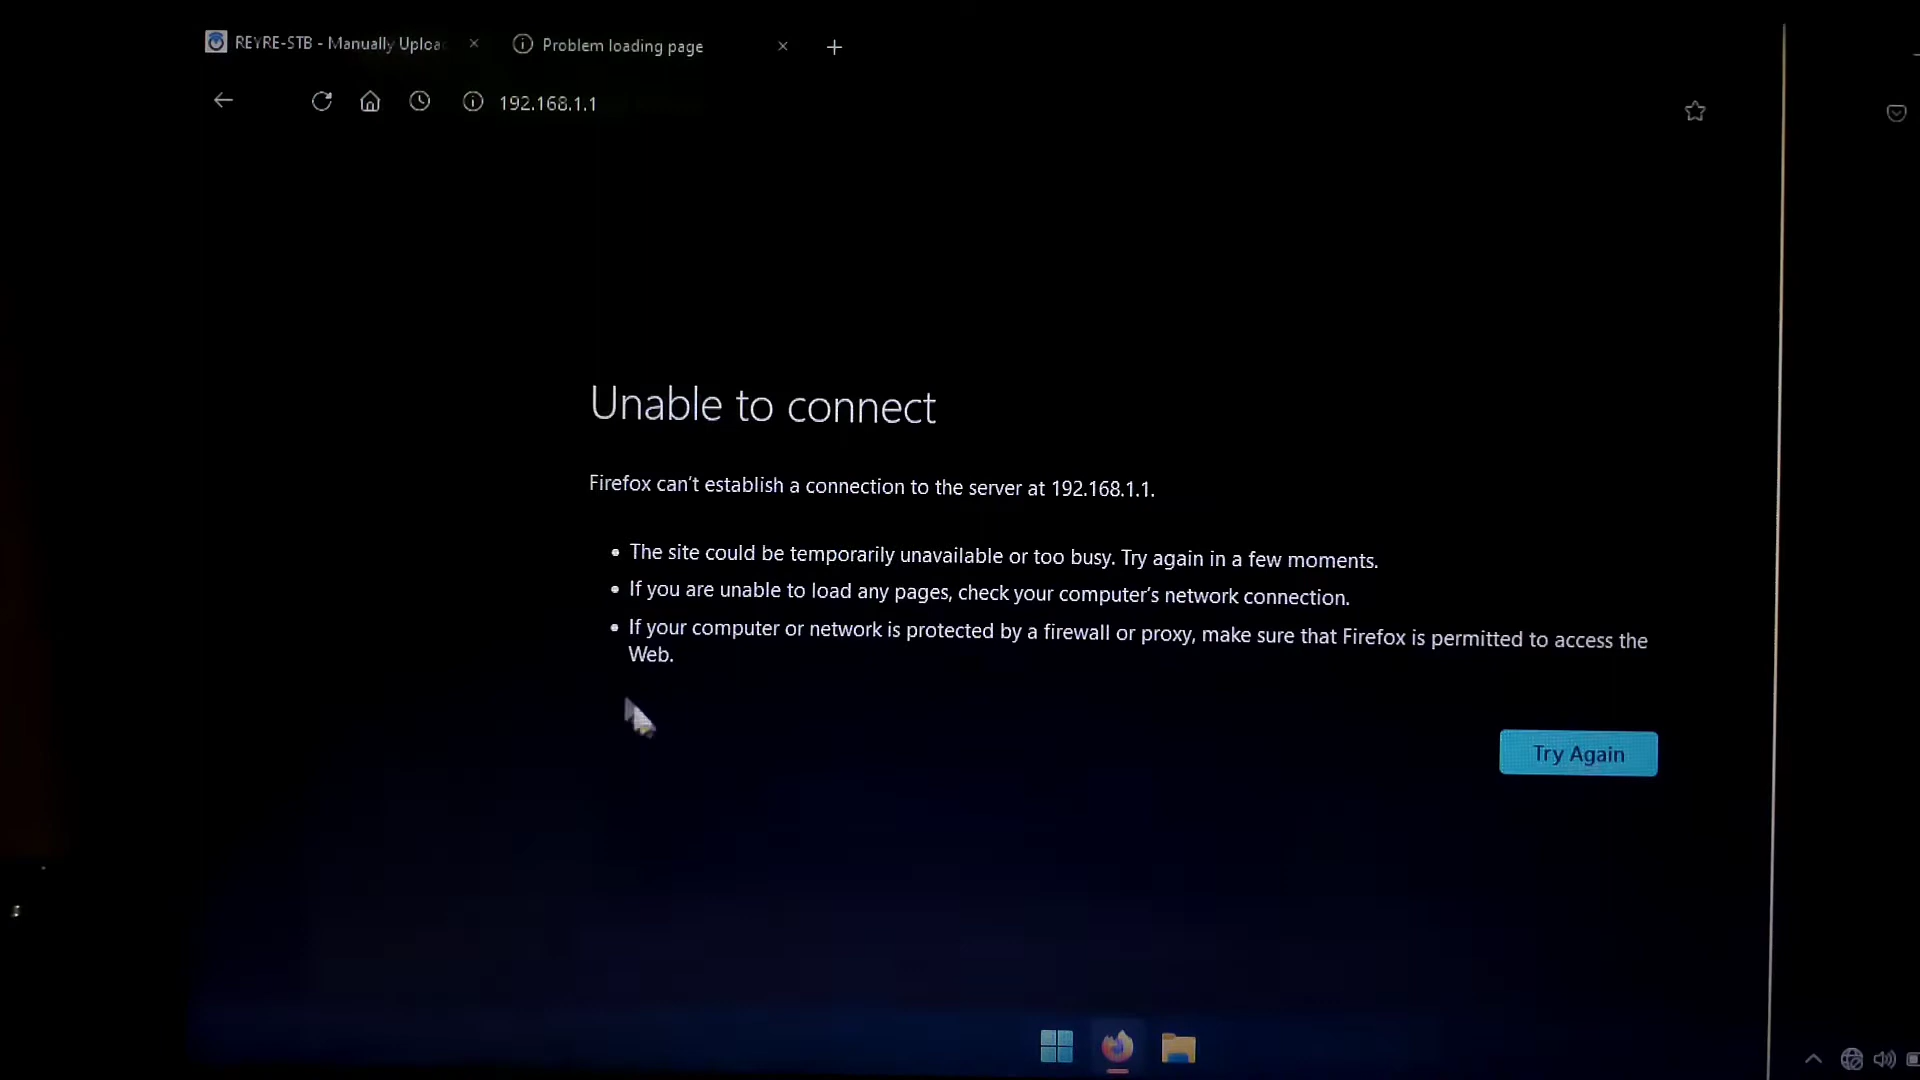 REYRE-STB - Manually Uploa
Problem loading page
192.168.1.1
Unable to connect
Firefox can't establish a connection to the server at 192.168.1.1.
The site could be temporarily unavailable or too busy. Try again in a few moments.
If you are unable to load any pages, check your computer's network connection.
If your computer or network is protected by a firewall or proxy, make sure that Firefox is permitted to access the
Web.
Try Again